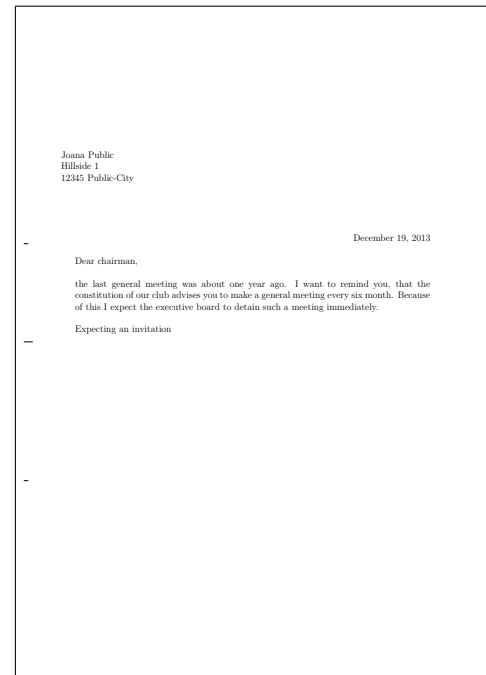 Joana Public
Hillside 1
12345 Public-City
December 19, 2013
Dear chairman,
the last general meeting was about one year ago. I want to remind you, that the
constitution of our club advises you to make a general meeting every six month. Because
of this I expect the executive board to detain such a meeting immediately.
Expecting an invitation